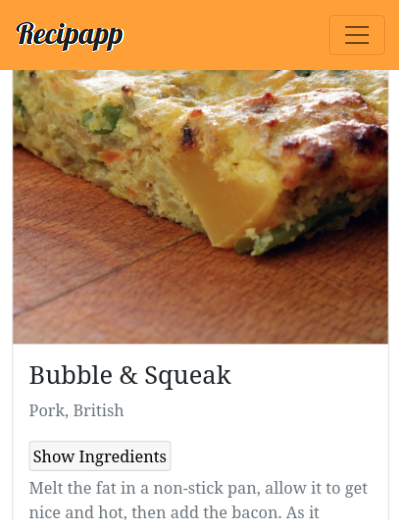 Recipapp
Bubble & Squeak
Pork, British
Show Ingredients
Melt the fat in a non-stick pan, allow it to get
nice and hot, then add the bacon. As it